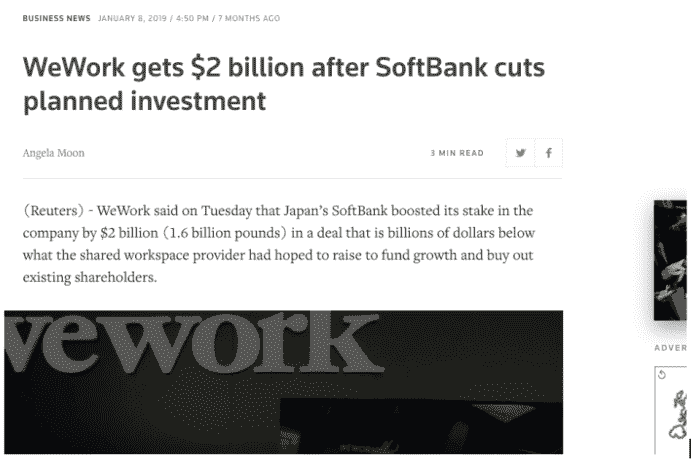 BUSINESS NEWS JANUARY 8, 2019 / 4:50 PM / 7 MONTHS AGO
WeWork gets $2 billion after SoftBank cuts
planned investment
Angela Moon
3 MIN READ
(Reuters) - WeWork said on Tuesday that Japan's SoftBank boosted its stake in the
company by $2 billion (1.6 billion pounds) in a deal that is billions of dollars below
what the shared workspace provider had hoped to raise to fund growth and buy out
existing shareholders.
wework
ADVER